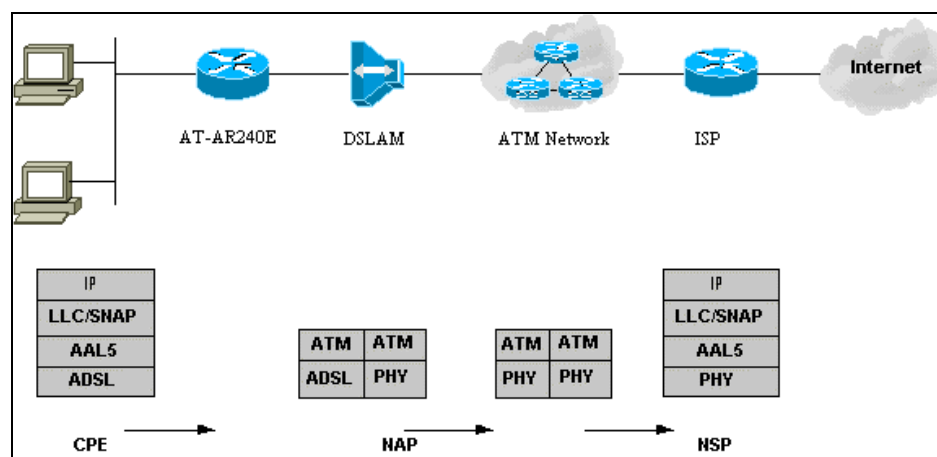 Internet
AT-AR240E DSLAM ATM Network ISP
IP IP
LLC/SNAP LLC/SNAP
ATM ATM ATM ATM
AAL5 AAL5
ADSL ADSL PHY PHY PHY PHY
CPE NAP NSP